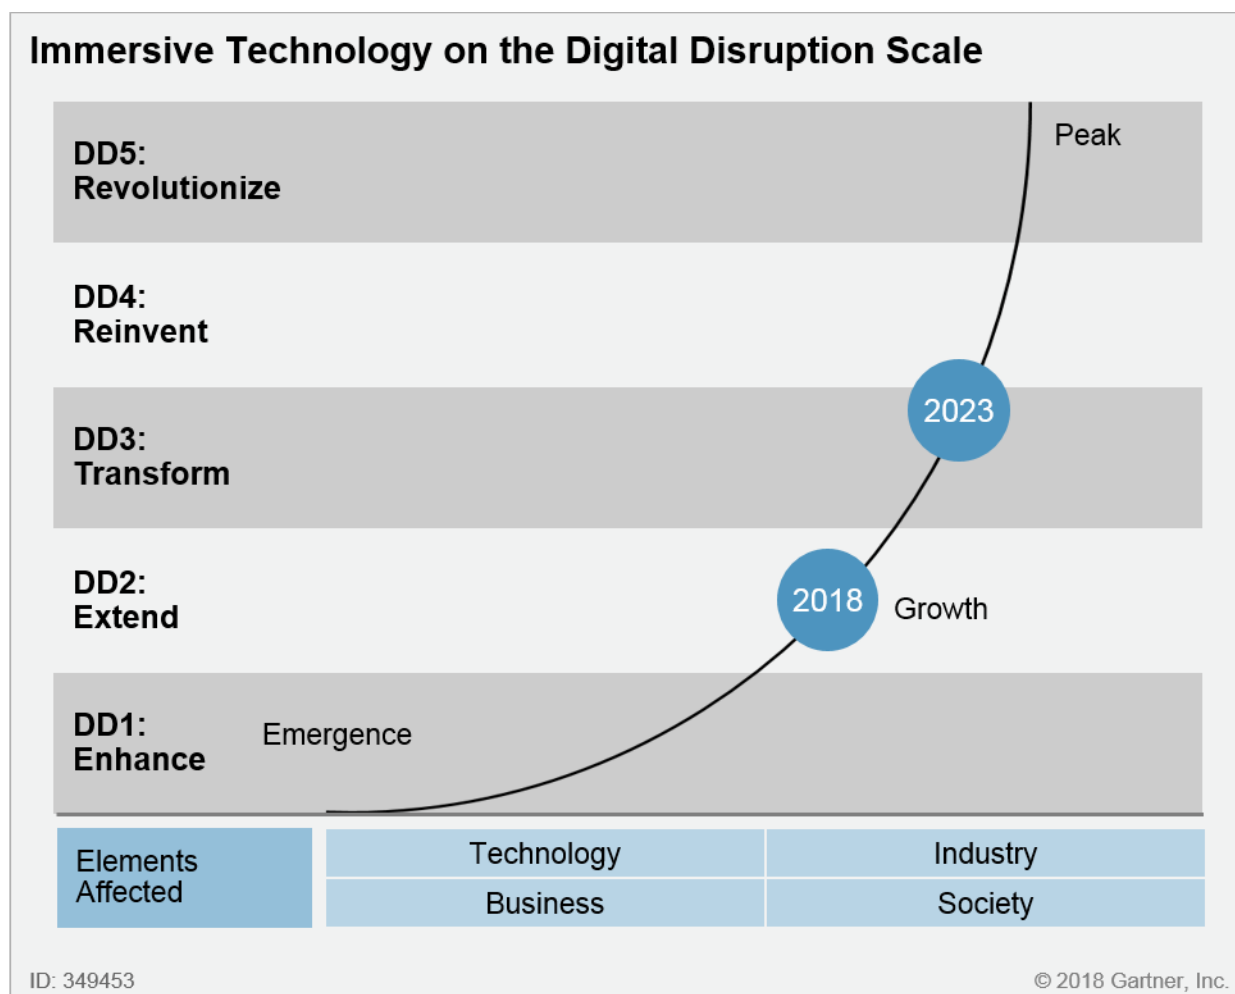 Immersive Technology on the Digital Disruption Scale
DD5:
Revolutionize
Peak
DD4:
Reinvent
2023
DD3:
Transform
DD2:
Extend
2018
Growth
DD1:
Enhance
Emergence
Elements
Affected
Technology
Industry
Business
Society
ID: 349453
© 2018 Gartner, Inc.